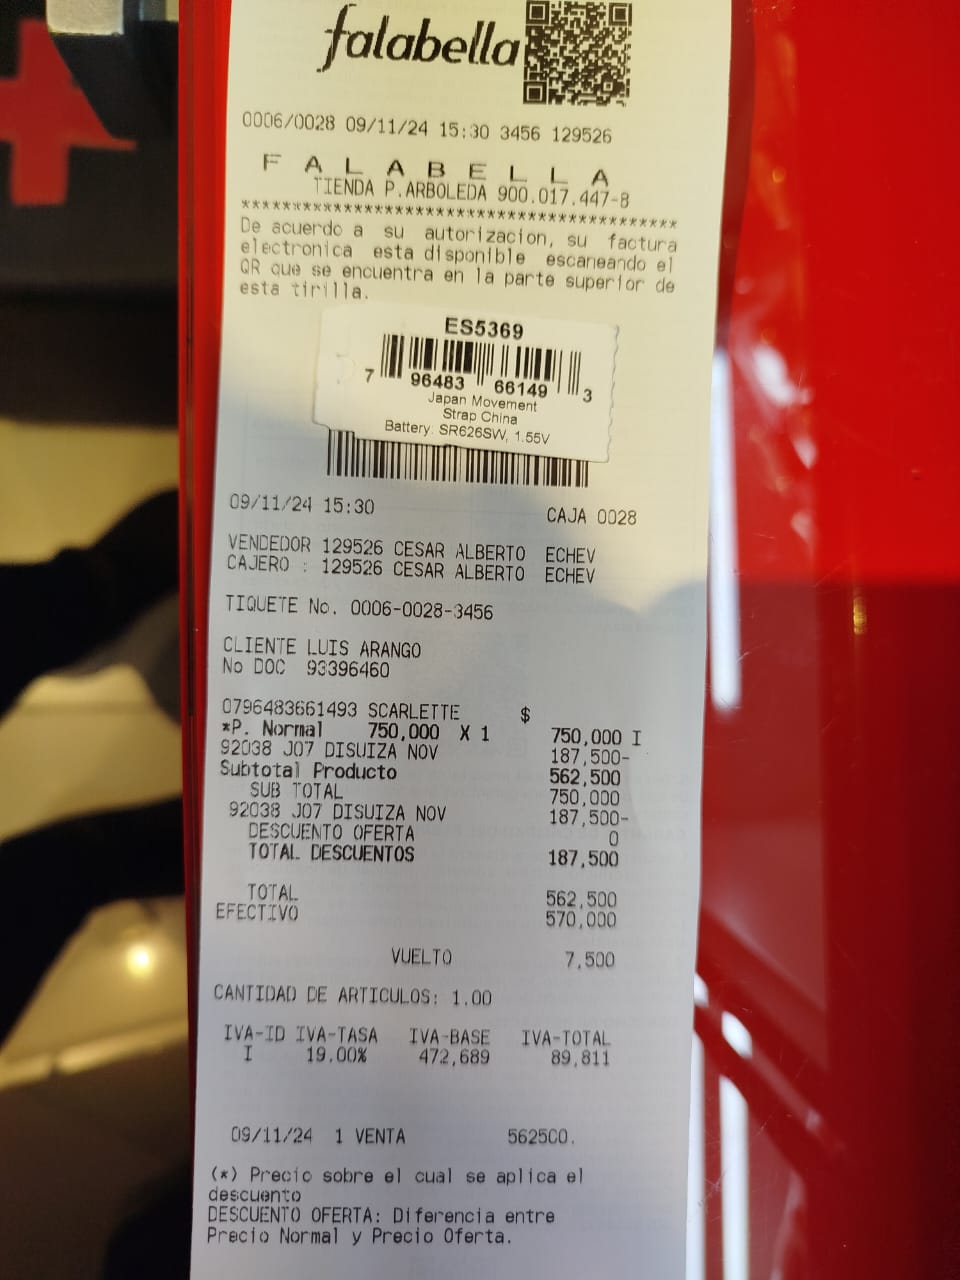 falabella
0006/0028 09/11/24 15:30 3456 129526
F A L A B E L L A
TIENDA P.ARBOLEDA 900.017.447-8
******************************************
De acuerdo a su autorizacion, su factura
electronica esta disponible escaneando el
QR que se encuentra en la parte superior de
esta tirilla.
ES5369
7 96483 66149 3
Japan Movement
Strap China
Battery: SR626SW, 1.55V
09/11/24 15:30 CAJA 0028
VENDEDOR 129526 CESAR ALBERTO ECHEV
CAJERO : 129526 CESAR ALBERTO ECHEV
TIQUETE No. 0006-0028-3456
CLIENTE LUIS ARANGO
No DOC 93396460
0796483661493 SCARLETTE $
*P. Normal 750,000 X 1 750,000 I
92038 J07 DISUIZA NOV 187,500-
Subtotal Producto 562,500
SUB TOTAL 750,000
92038 J07 DISUIZA NOV 187,500-
DESCUENTO OFERTA 0
TOTAL DESCUENTOS 187,500
TOTAL 562,500
EFECTIVO 570,000
VUELTO 7,500
CANTIDAD DE ARTICULOS: 1.00
IVA-ID IVA-TASA IVA-BASE IVA-TOTAL
I 19.00% 472,689 89,811
09/11/24 1 VENTA 562500.
(*) Precio sobre el cual se aplica el
descuento
DESCUENTO OFERTA: Diferencia entre
Precio Normal y Precio Oferta.